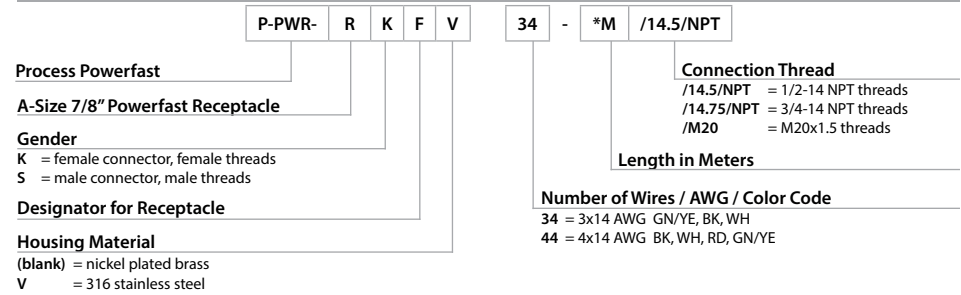 P-PWR- R K F V 34 - *M /14.5/NPT
Process Powerfast
A-Size 7/8” Powerfast Receptacle
Gender
K = female connector, female threads
S = male connector, male threads
Designator for Receptacle
Housing Material
(blank) = nickel plated brass
V = 316 stainless steel
Connection Thread
/14.5/NPT = 1/2-14 NPT threads
/14.75/NPT = 3/4-14 NPT threads
/M20 = M20x1.5 threads
Length in Meters
Number of Wires / AWG / Color Code
34 = 3x14 AWG GN/YE, BK, WH
44 = 4x14 AWG BK, WH, RD, GN/YE